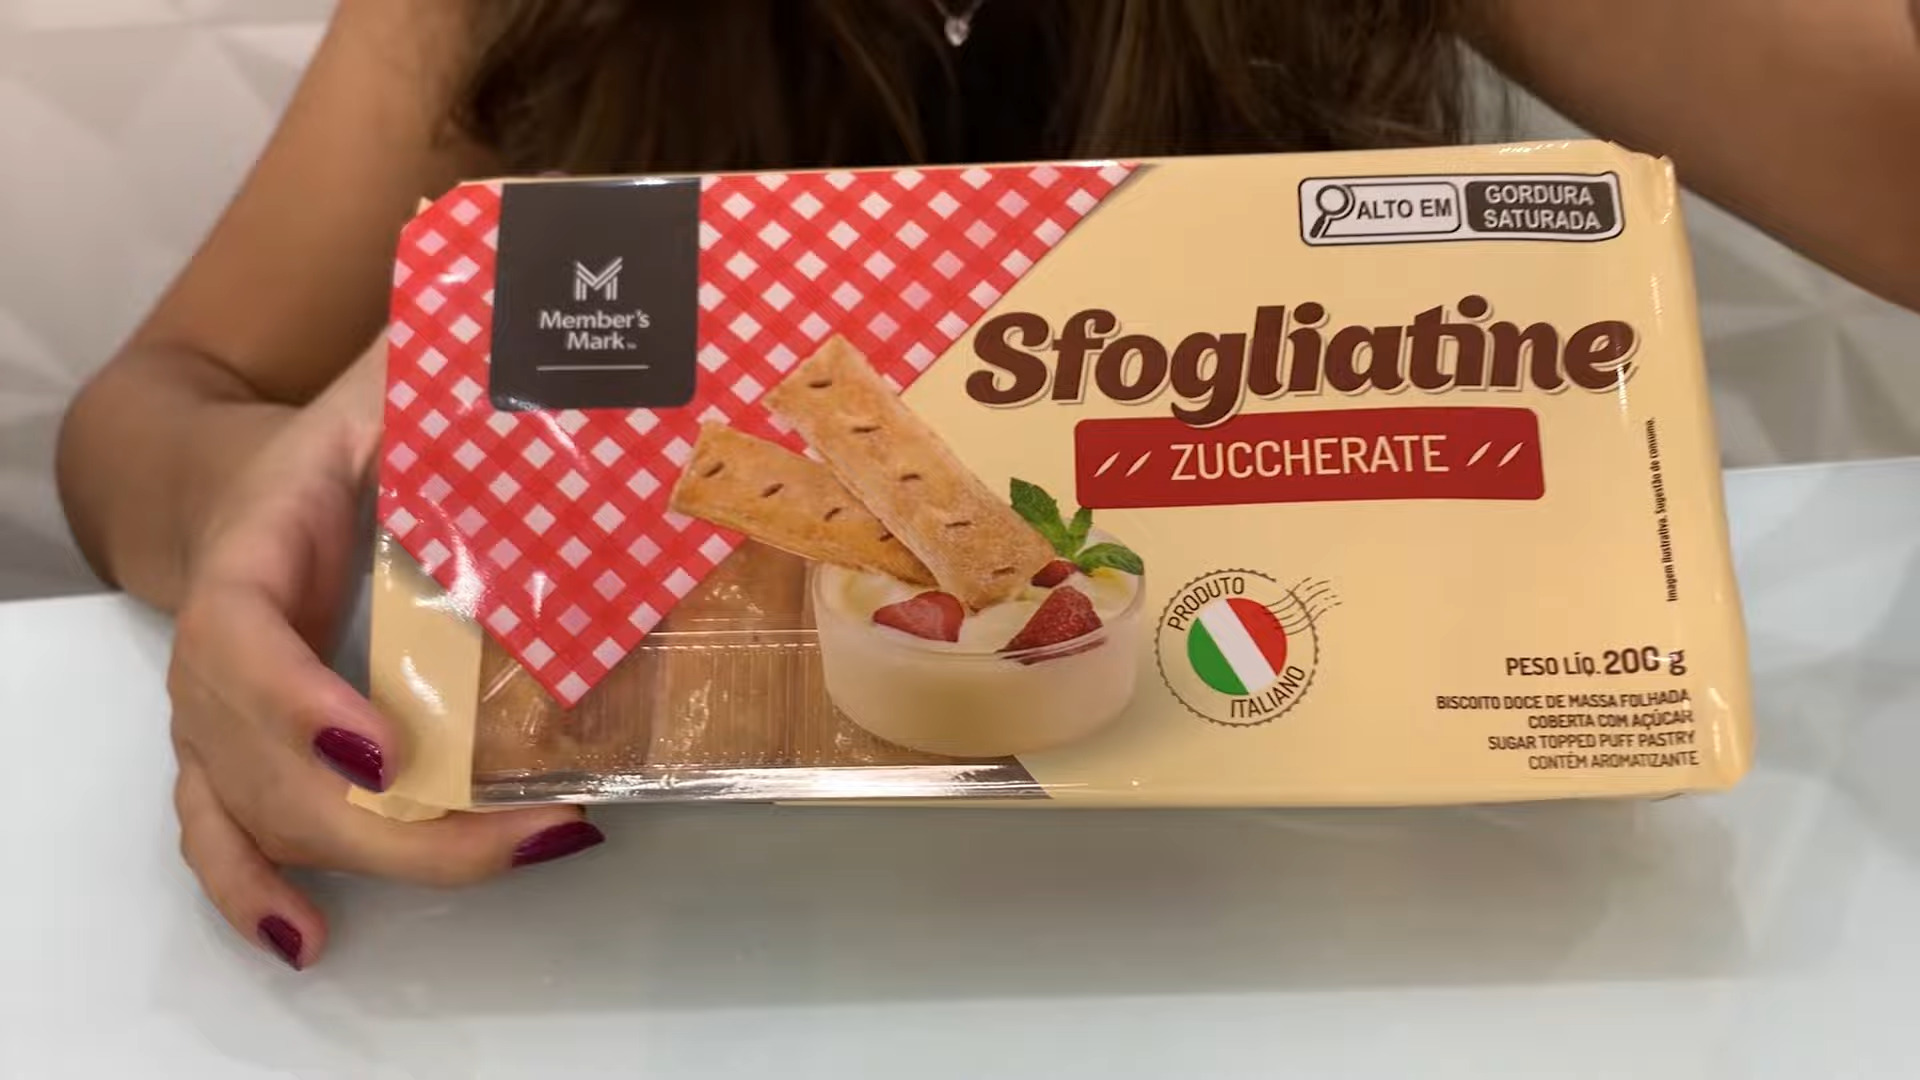 Member's
Mark™
ALTO EM
GORDURA
SATURADA
Sfogliatine
ZUCCHERATE
Imagem ilustrativa. Sugestão de consumo.
PRODUTO
ITALIANO
PESO LÍQ. 200 g
BISCOITO DOCE DE MASSA FOLHADA
COBERTA COM AÇÚCAR
SUGAR TOPPED PUFF PASTRY
CONTÉM AROMATIZANTE